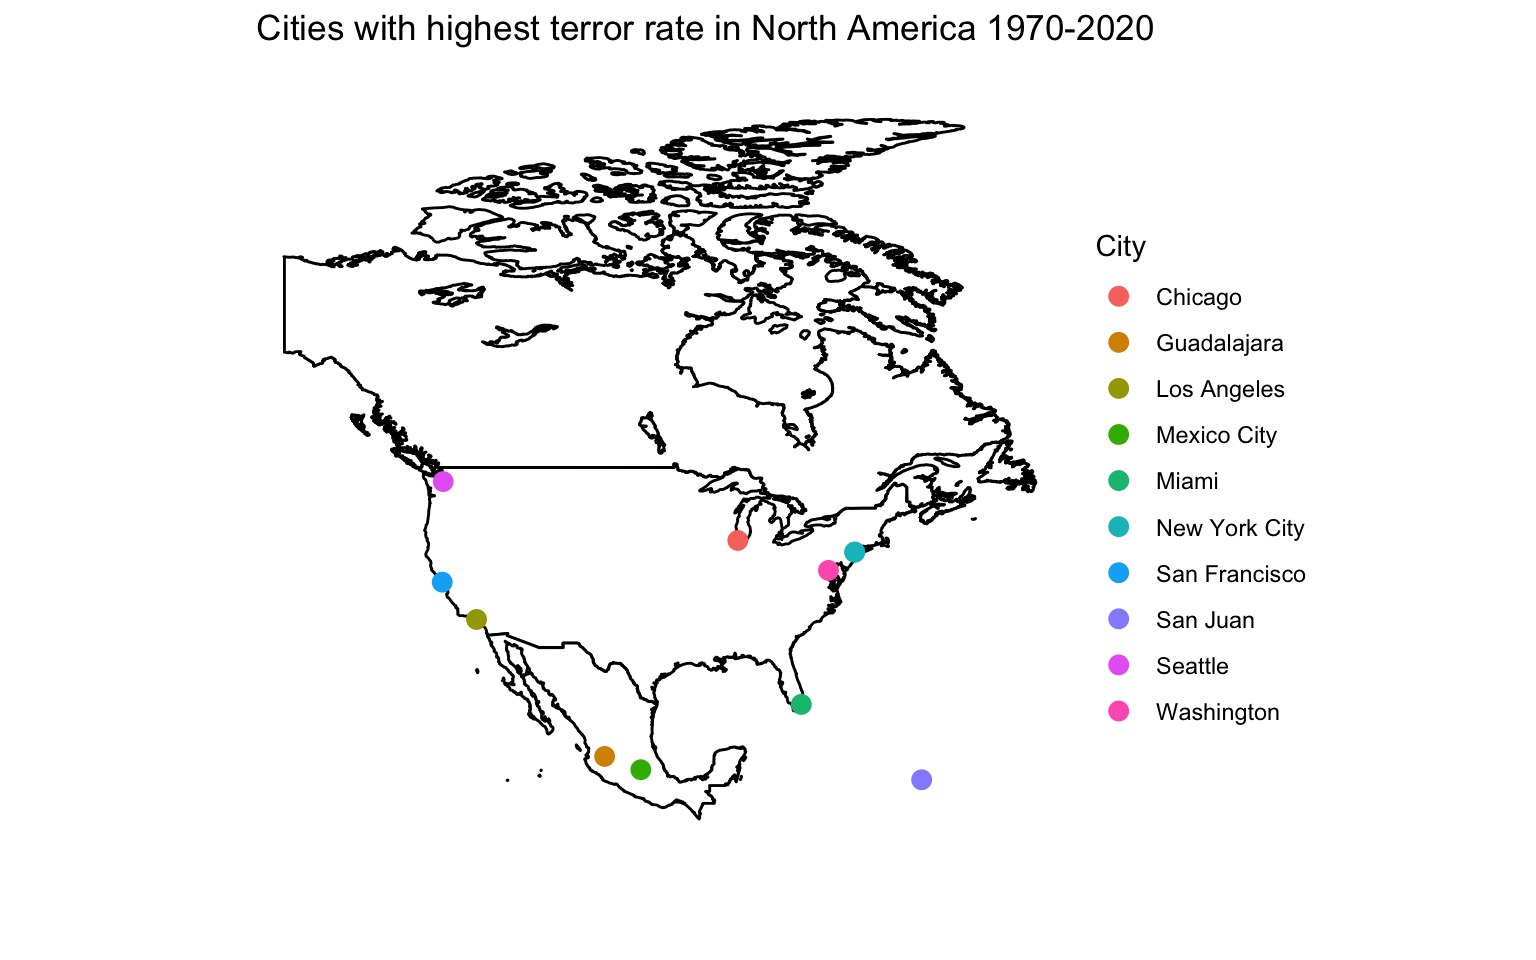 Cities with highest terror rate in North America 1970-2020
City
Chicago
Guadalajara
Los Angeles
Mexico City
Miami
New York City
San Francisco
San Juan
Seattle
Washington